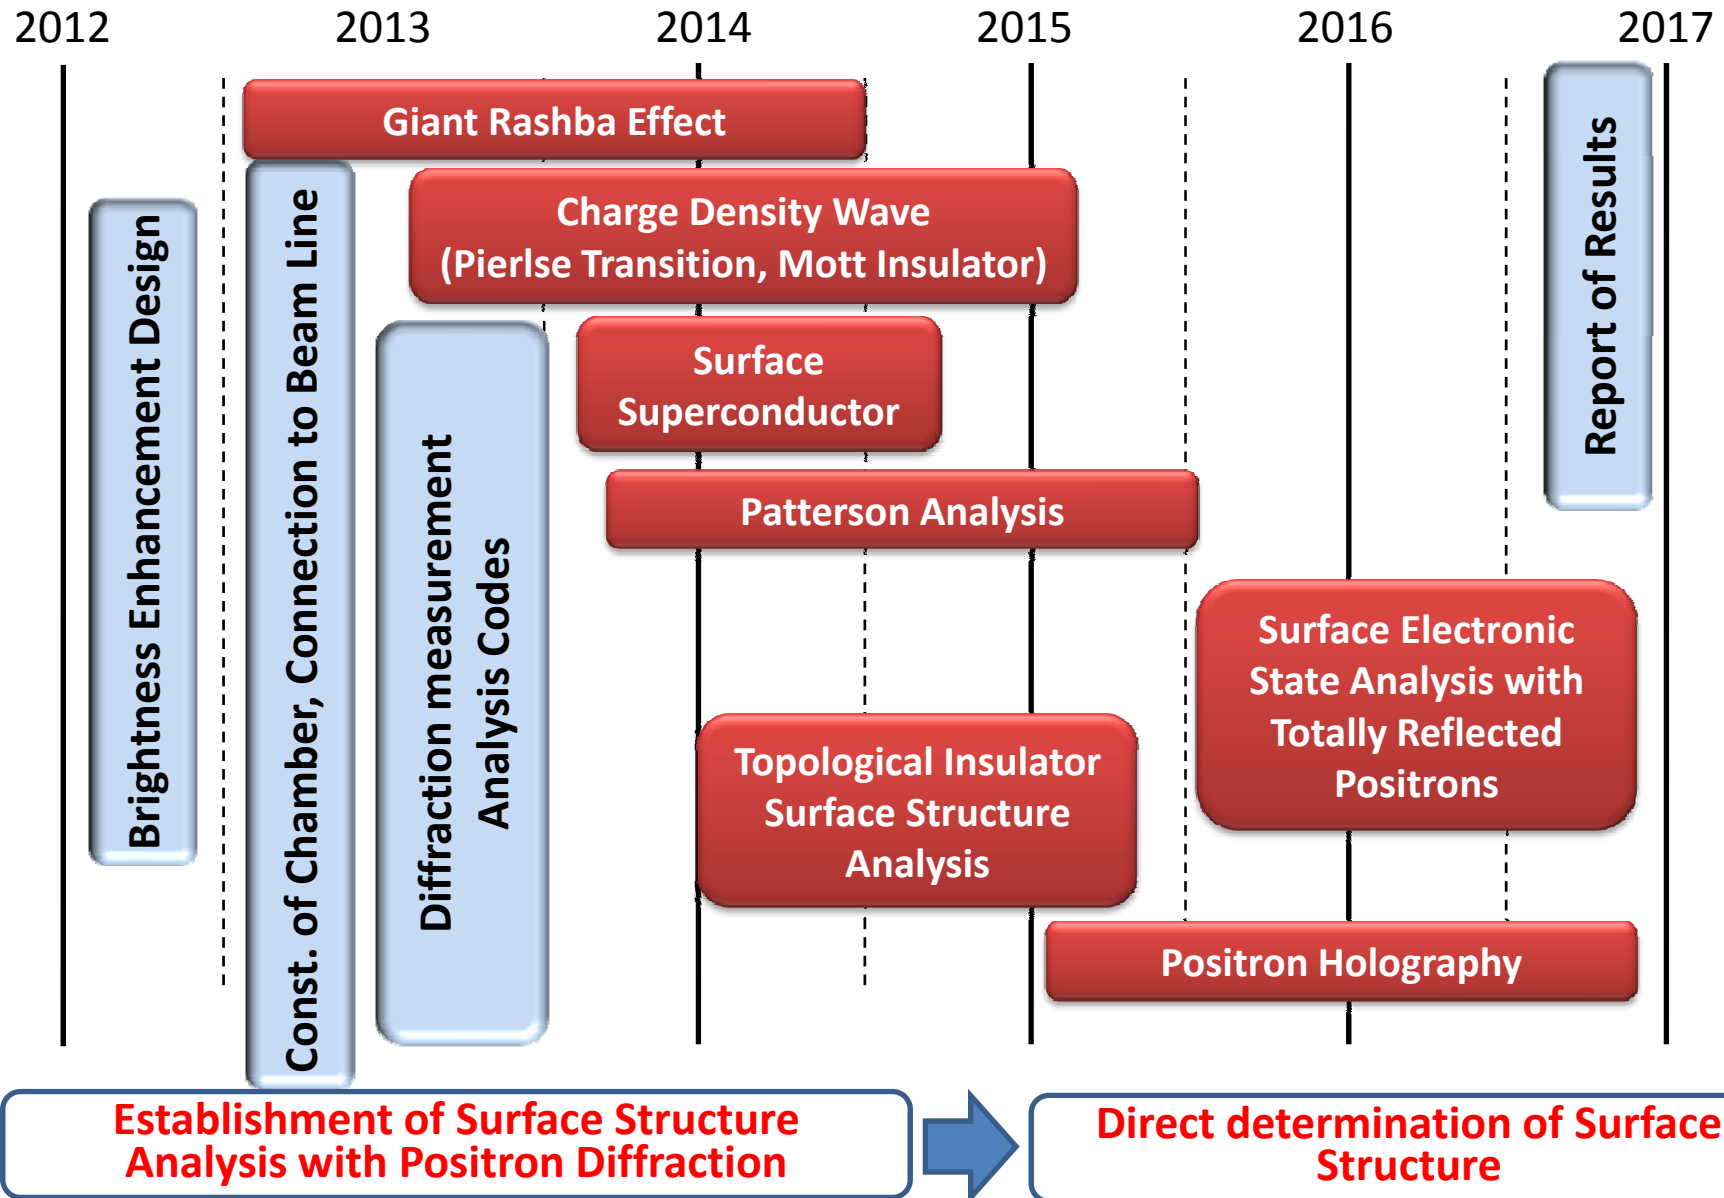 2012 2013 2014 2015 2016 2017
Giant Rashba Effect
Charge Density Wave
(Pierlse Transition, Mott Insulator)
Surface
Superconductor
Patterson Analysis
Topological Insulator
Surface Structure
Analysis
Surface Electronic
State Analysis with
Totally Reflected
Positrons
Positron Holography
Brightness Enhancement Design
Const. of Chamber, Connection to Beam Line
Diffraction measurement
Analysis Codes
Report of Results
Establishment of Surface Structure
Analysis with Positron Diffraction
Direct determination of Surface
Structure